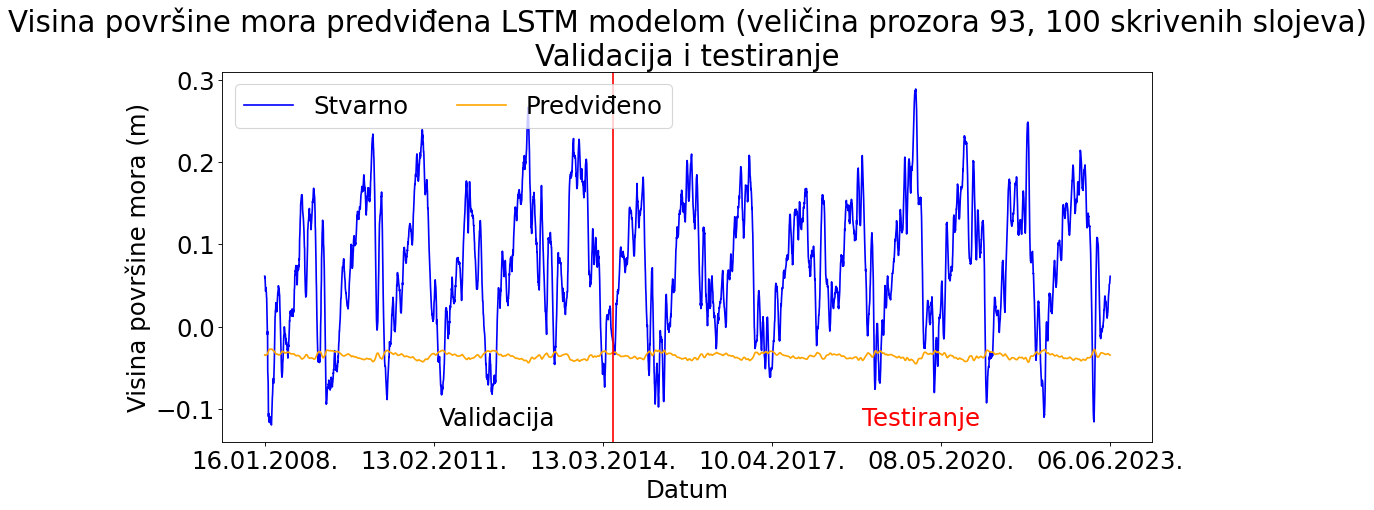 Visina površine mora predviđena LSTM modelom (veličina prozora 93, 100 skrivenih slojeva)
Validacija i testiranje
Stvarno
Predviđeno
Visina površine mora (m)
0.3
0.2
0.1
0.0
−0.1
Validacija
Testiranje
16.01.2008.
13.02.2011.
13.03.2014.
10.04.2017.
08.05.2020.
06.06.2023.
Datum